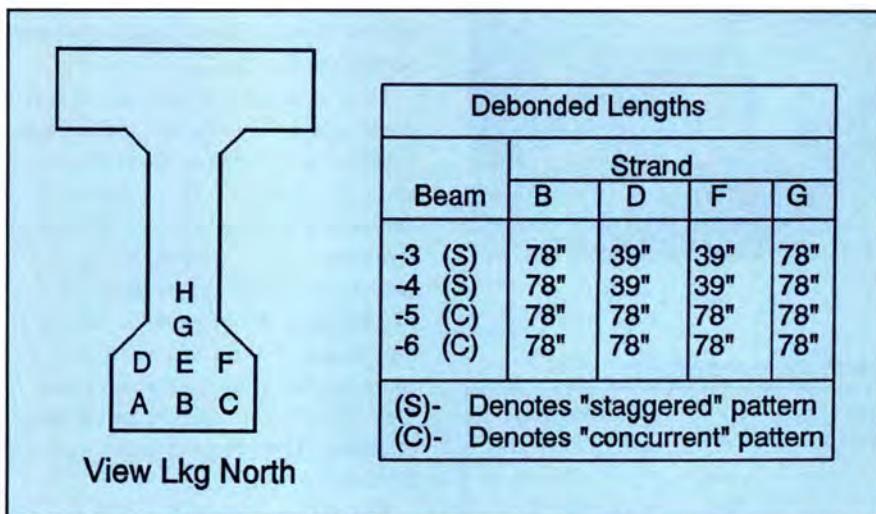 H
G
D E F
A B C
View Lkg North
Debonded Lengths
Strand
Beam B D F G
-3 (S) 78" 39" 39" 78"
-4 (S) 78" 39" 39" 78"
-5 (C) 78" 78" 78" 78"
-6 (C) 78" 78" 78" 78"
(S)- Denotes "staggered" pattern
(C)- Denotes "concurrent" pattern